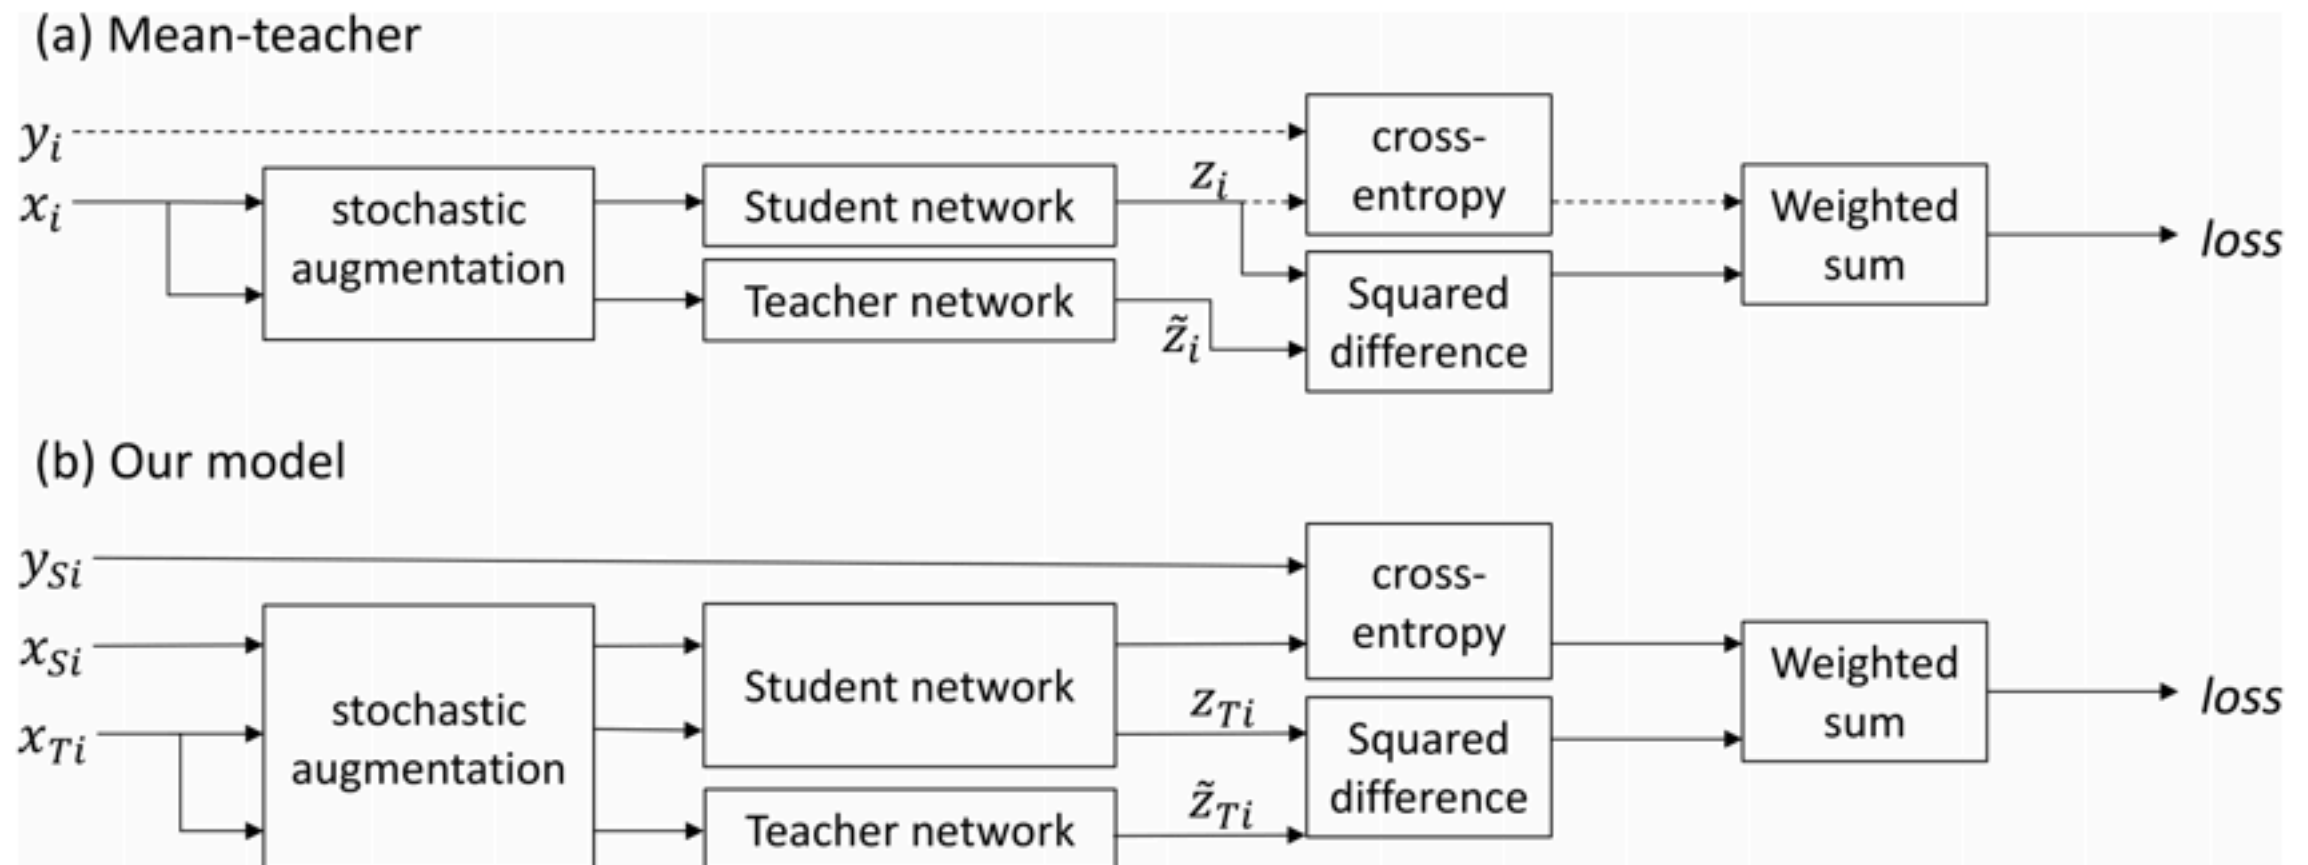 (a) Mean-teacher
y_i
x_i
stochastic
augmentation
Student network
Teacher network
z_i
z̃_i
cross-
entropy
Squared
difference
Weighted
sum
loss
(b) Our model
y_Si
x_Si
x_Ti
stochastic
augmentation
Student network
Teacher network
z_Ti
z̃_Ti
cross-
entropy
Squared
difference
Weighted
sum
loss